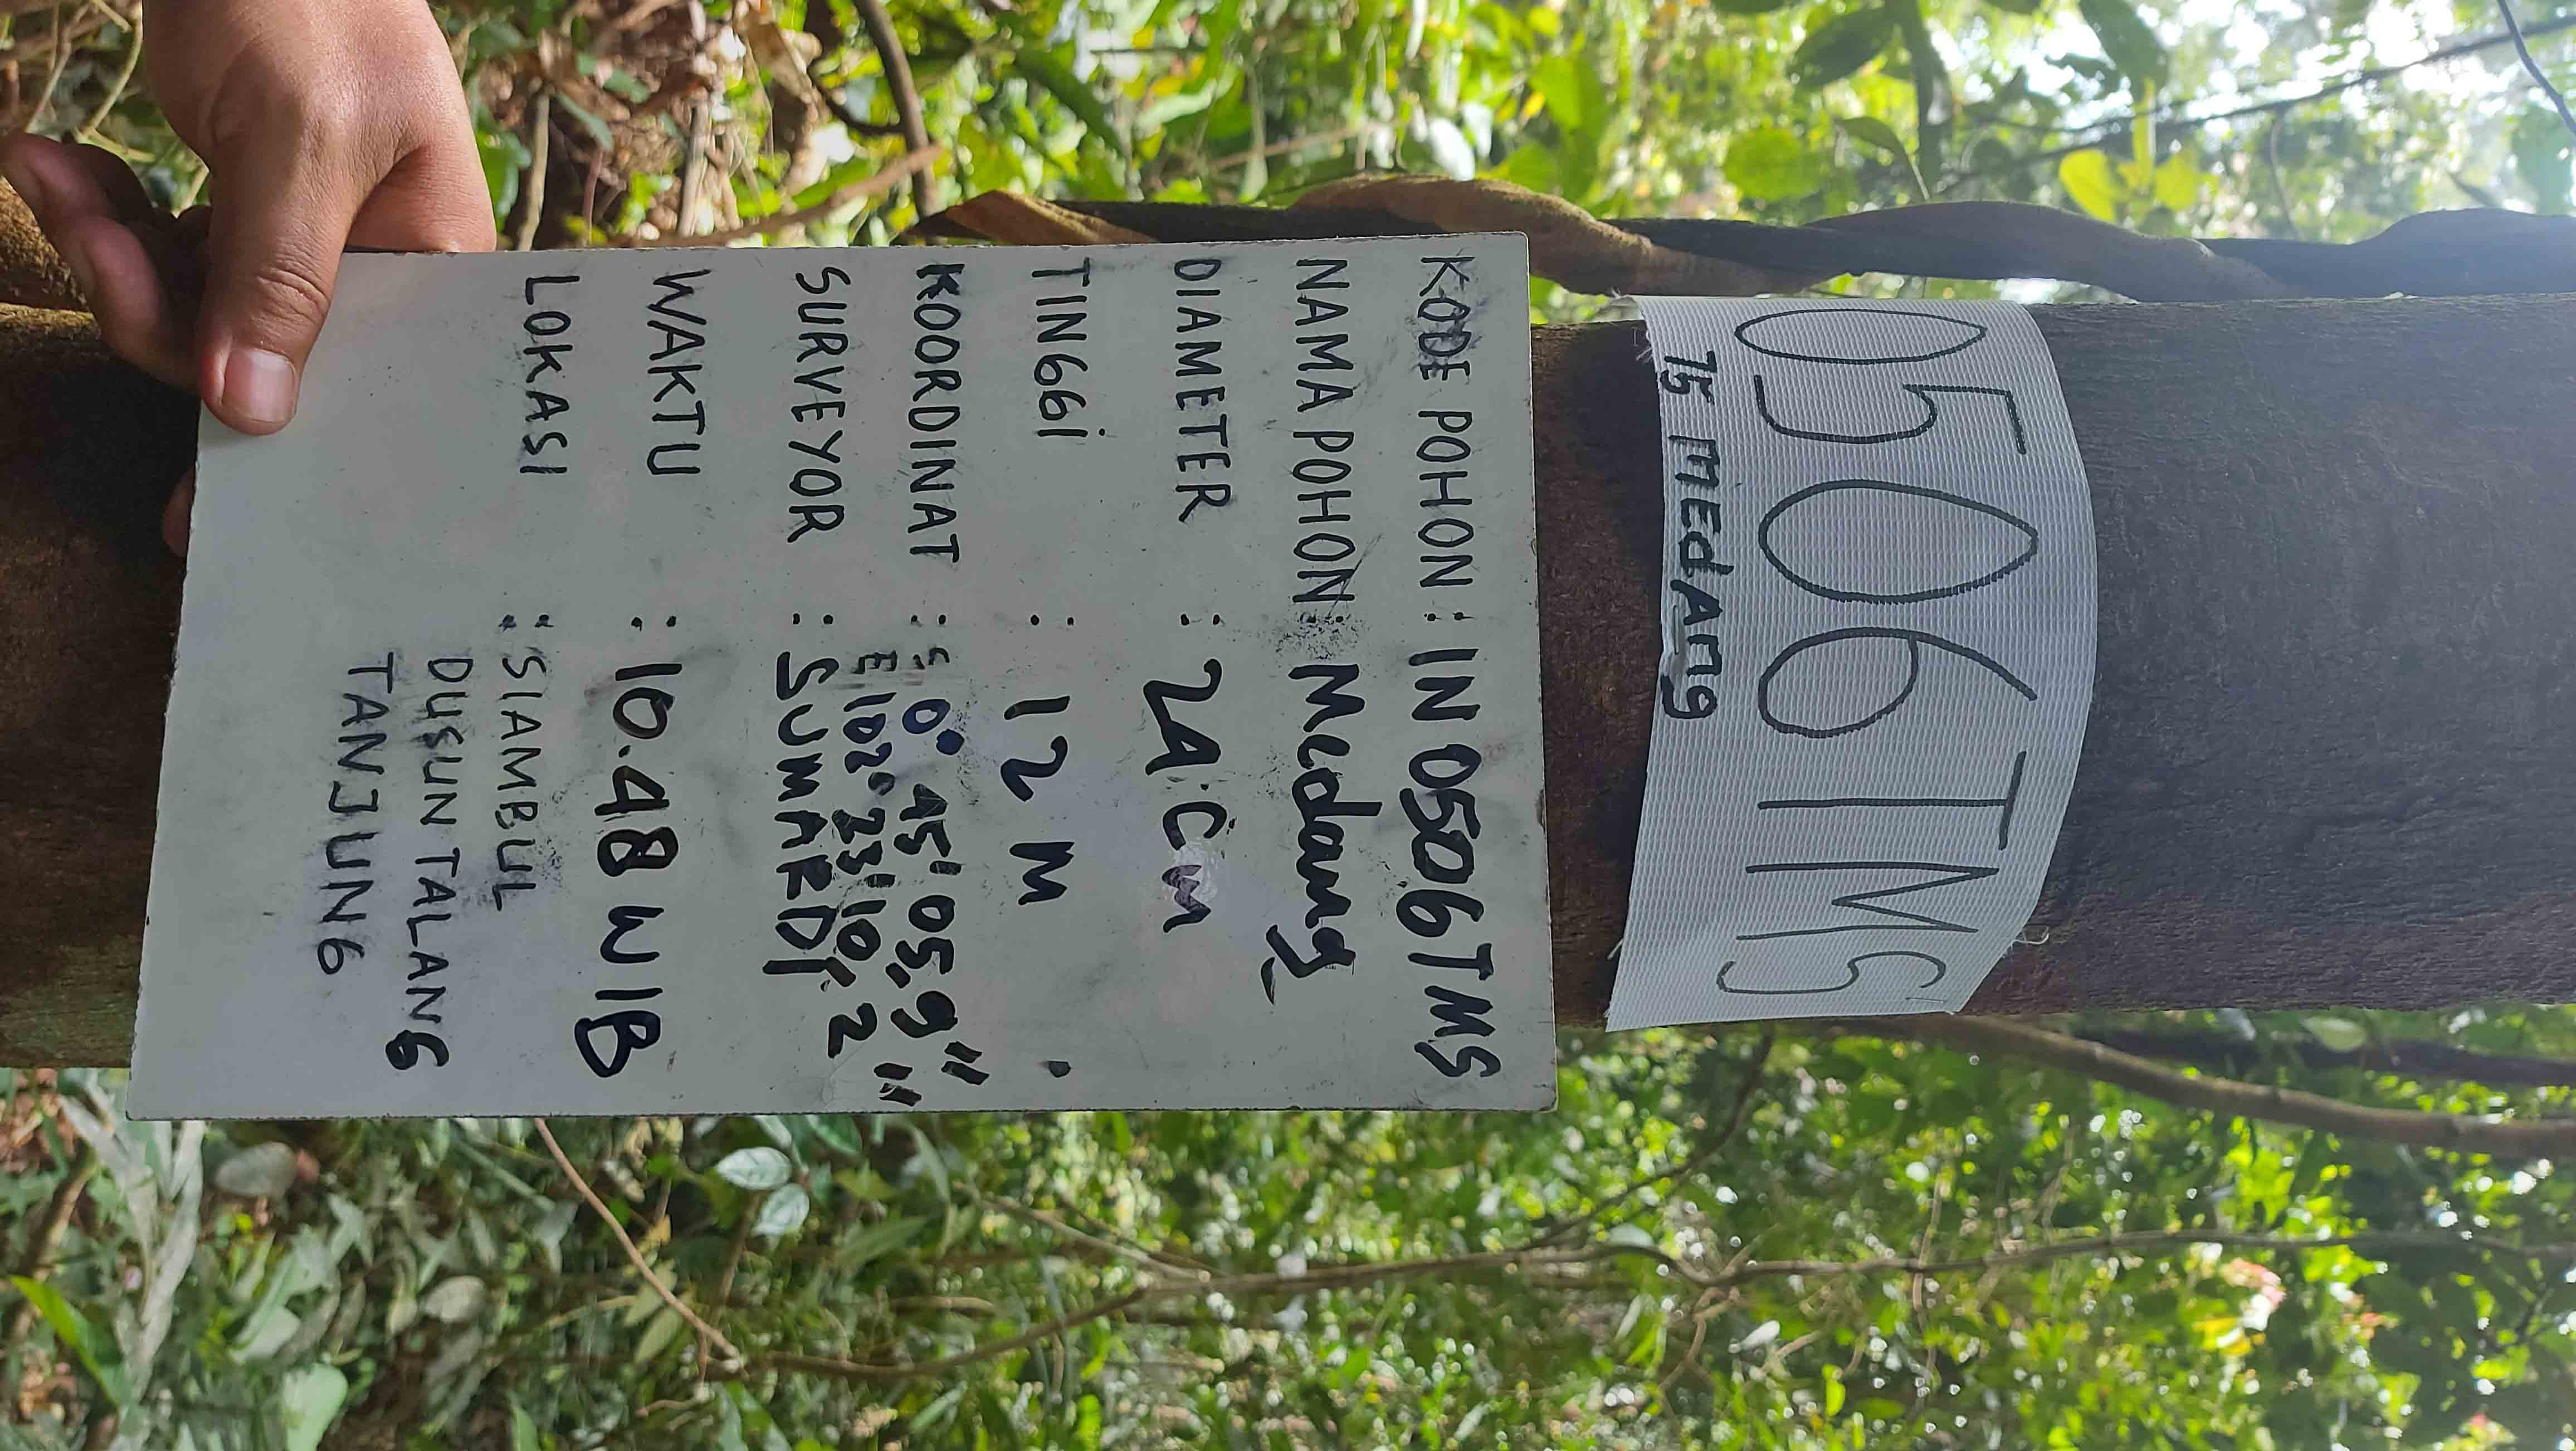 0506TMS
75 MEdAng
KODE POHON : IN 0506TMS
NAMA POHON : Medang
DIAMETER : 24 Cm
TINGGi : 12 M
KOORDINAT : S 0° 45' 05,9"
E 102° 23' 10,2"
SURVEYOR : SUMARDI
WAKTU : 10.48 WIB
LOKASI : SIAMBUL
DUSUN TALANG
TANJUNG